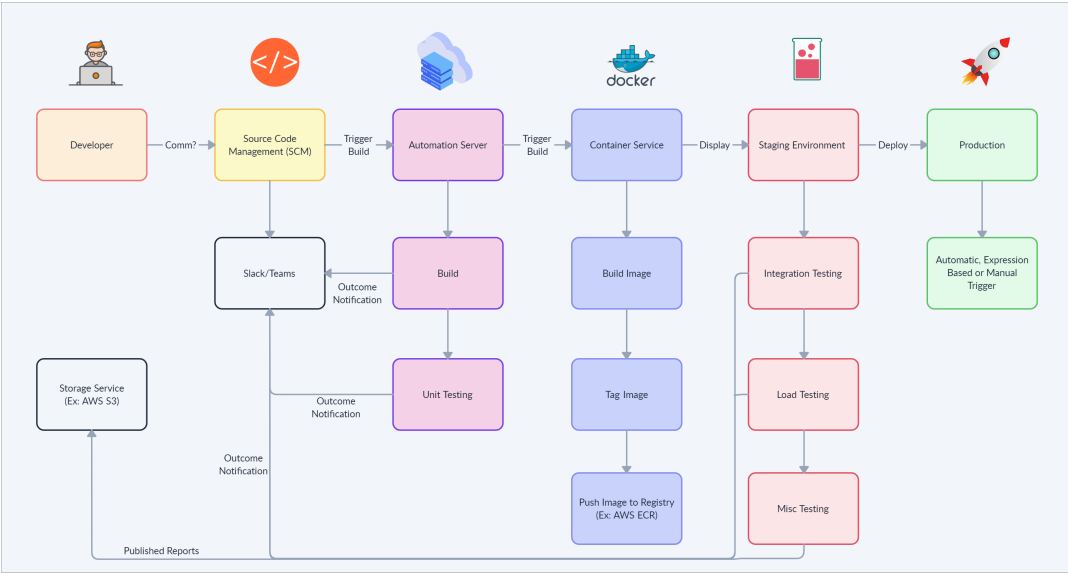 docker
Developer
Comm?
Source Code
Management (SCM)
Trigger
Build
Automation Server
Trigger
Build
Container Service
Display
Staging Environment
Deploy
Production
Slack/Teams
Outcome
Notification
Build
Build Image
Integration Testing
Automatic, Expression
Based or Manual
Trigger
Storage Service
(Ex: AWS S3)
Outcome
Notification
Unit Testing
Tag Image
Load Testing
Outcome
Notification
Push Image to Registry
(Ex: AWS ECR)
Misc Testing
Published Reports